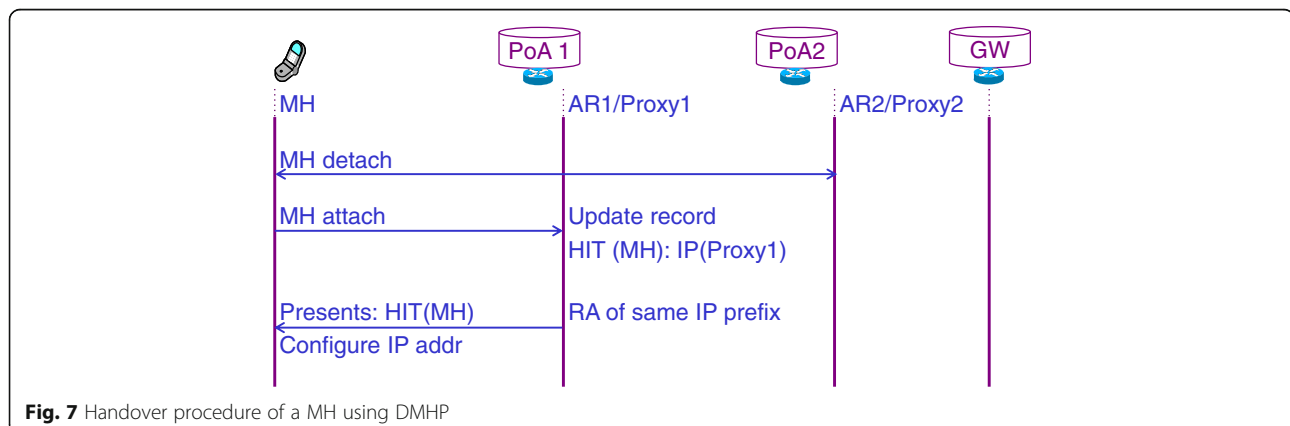 PoA 1 PoA2 GW
MH AR1/Proxy1 AR2/Proxy2
MH detach
MH attach Update record
HIT (MH): IP(Proxy1)
Presents: HIT(MH) RA of same IP prefix
Configure IP addr
Fig. 7 Handover procedure of a MH using DMHP